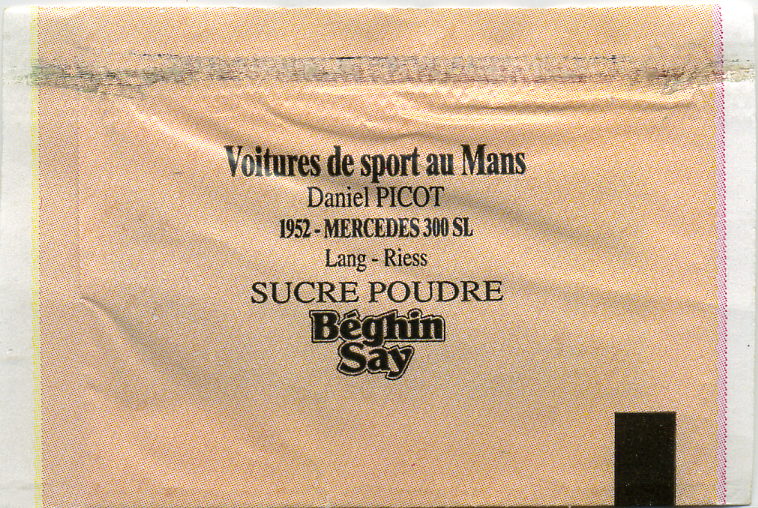 Voitures de sport au Mans
Daniel PICOT
1952 - MERCEDES 300 SL
Lang - Riess
SUCRE POUDRE
Béghin
Say